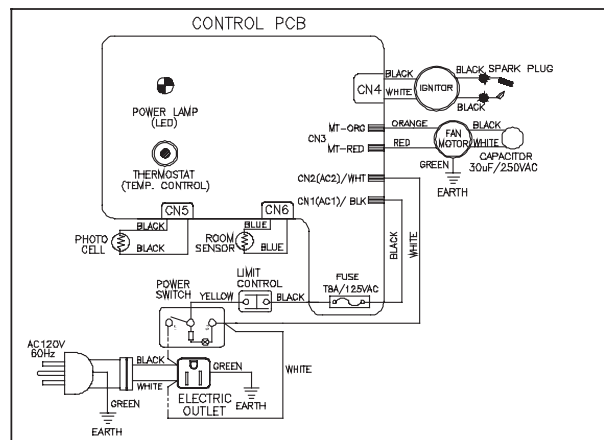 CONTROL PCB
POWER LAMP
(LED)
THERMOSTAT
(TEMP. CONTROL)
CN4
BLACK
WHITE
IGNITOR
BLACK
SPARK PLUG
BLACK
CN3
MT-ORG
ORANGE
MT-RED
RED
FAN
MOTOR
BLACK
WHITE
CAPACITOR
30uF/250VAC
GREEN
EARTH
CN2(AC2)/WHT
CN1(AC1)/ BLK
CN5
CN6
BLACK
BLUE
PHOTO
CELL
BLACK
ROOM
SENSOR
BLUE
BLACK
WHITE
POWER
SWITCH
YELLOW
LIMIT
CONTROL
BLACK
FUSE
T8A/125VAC
AC120V
60Hz
BLACK
WHITE
GREEN
EARTH
ELECTRIC
OUTLET
GREEN
EARTH
WHITE